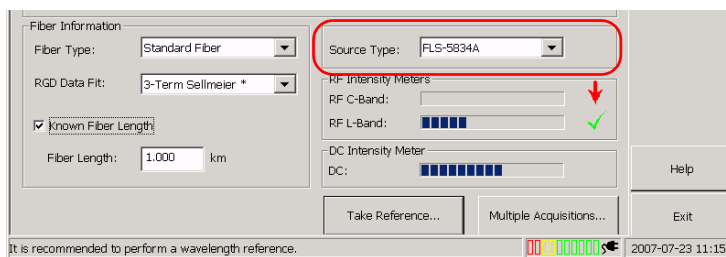 Fiber Information
Fiber Type: Standard Fiber
RGD Data Fit: 3-Term Sellmeier *
Known Fiber Length
Fiber Length: 1.000 km
Source Type: FLS-5834A
RF Intensity Meters
RF C-Band:
RF L-Band:
DC Intensity Meter
DC:
Take Reference... Multiple Acquisitions...
Help
Exit
It is recommended to perform a wavelength reference.
2007-07-23 11:15